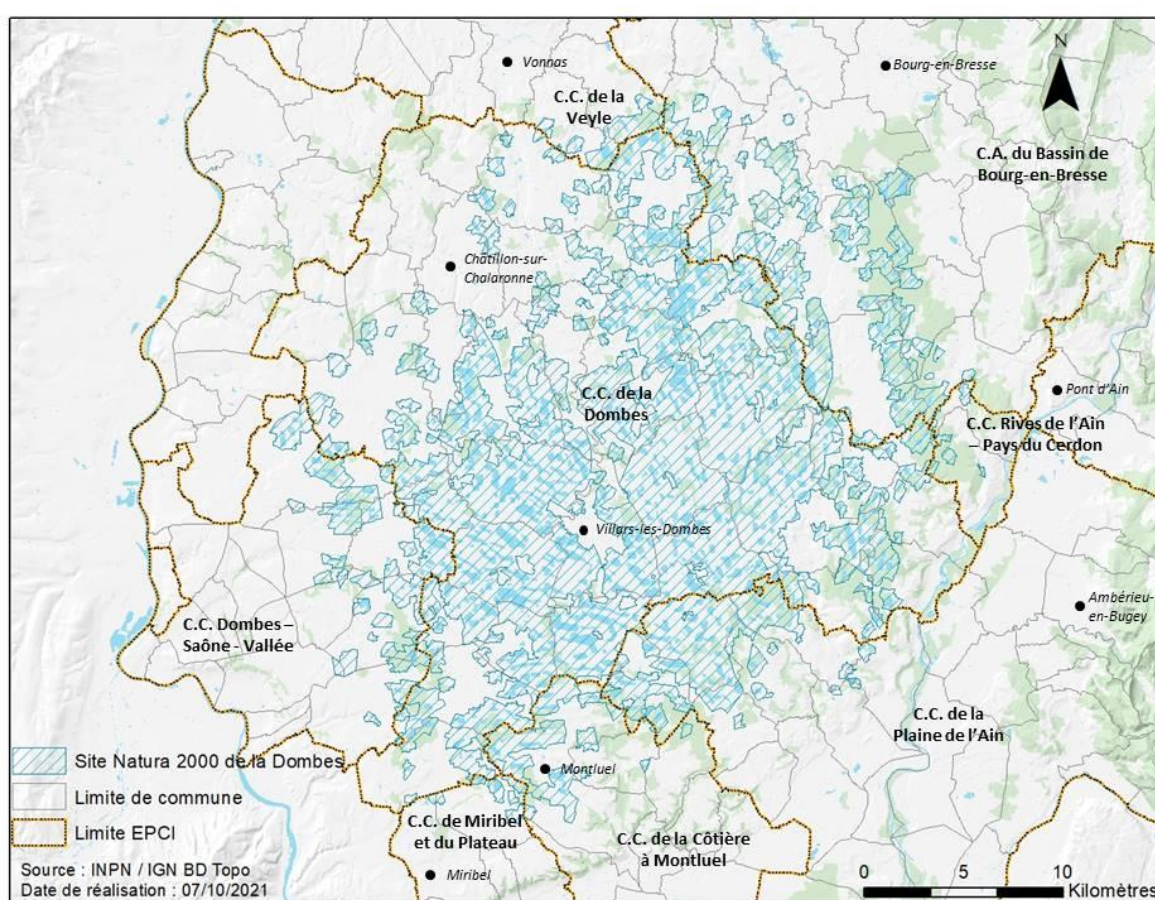 Vonnas
Bourg-en-Bresse
N
C.C. de la
Veyle
C.A. du Bassin de
Bourg-en-Bresse
Châtillon-sur-
Chalaronne
C.C. de la
Dombes
Pont d'Ain
C.C. Rives de l'Ain
– Pays du Cerdon
Villars-les-Dombes
Ambérieu-
en-Bugey
C.C. Dombes –
Saône - Vallée
C.C. de la
Plaine de l'Ain
Montluel
C.C. de Miribel
et du Plateau
C.C. de la Côtière
à Montluel
Miribel
Site Natura 2000 de la Dombes
Limite de commune
Limite EPCI
Source : INPN / IGN BD Topo
Date de réalisation : 07/10/2021
0 5 10
Kilomètres